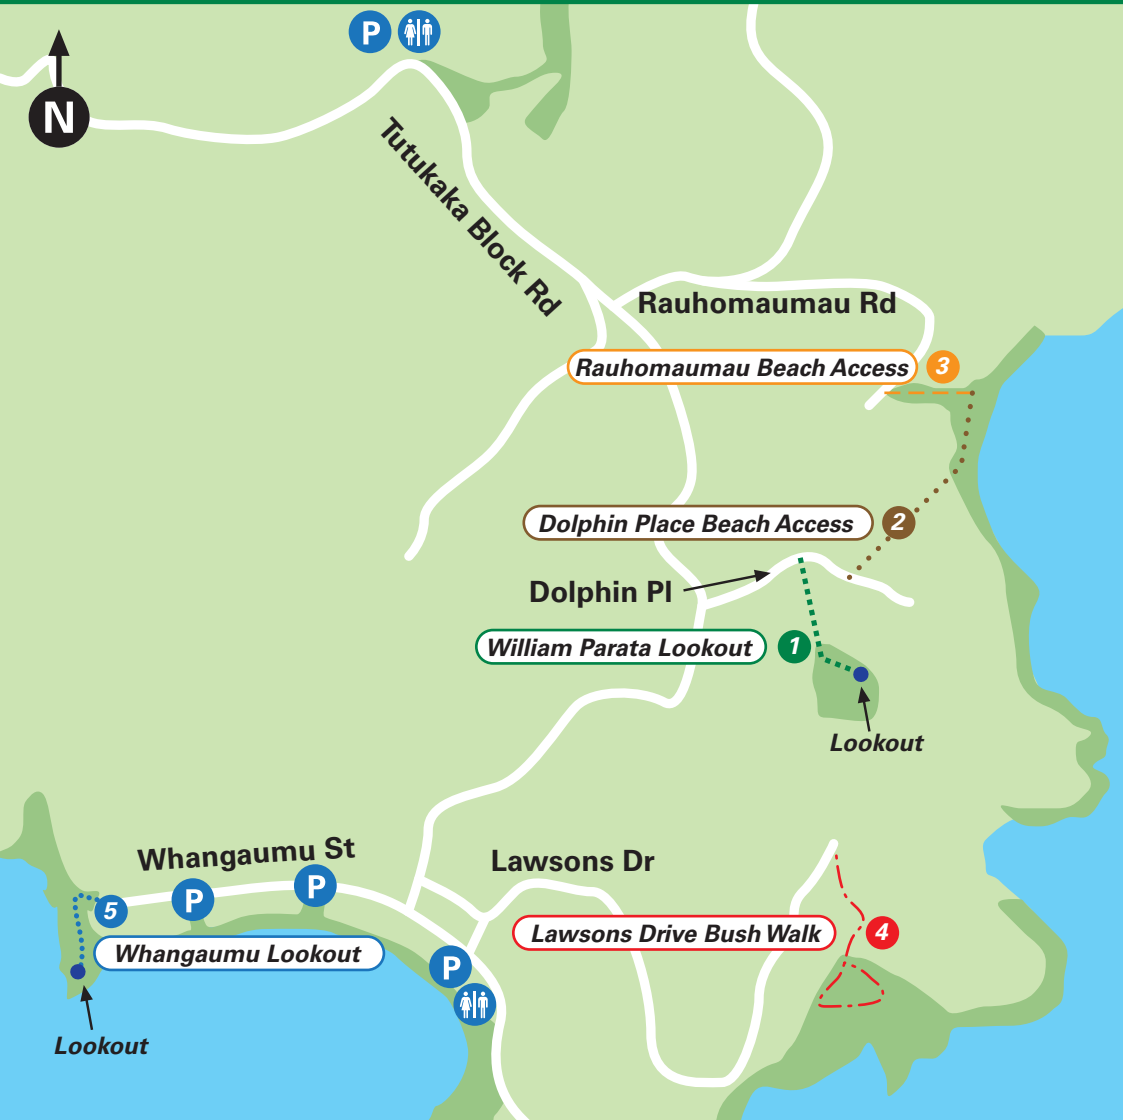 P
N
Tutukaka Block Rd
Rauhomaumau Rd
Rauhomaumau Beach Access 3
Dolphin Place Beach Access 2
Dolphin Pl
William Parata Lookout 1
Lookout
Whangaumu St
Lawsons Dr
P
P
5
Lawsons Drive Bush Walk 4
Whangaumu Lookout
P
Lookout